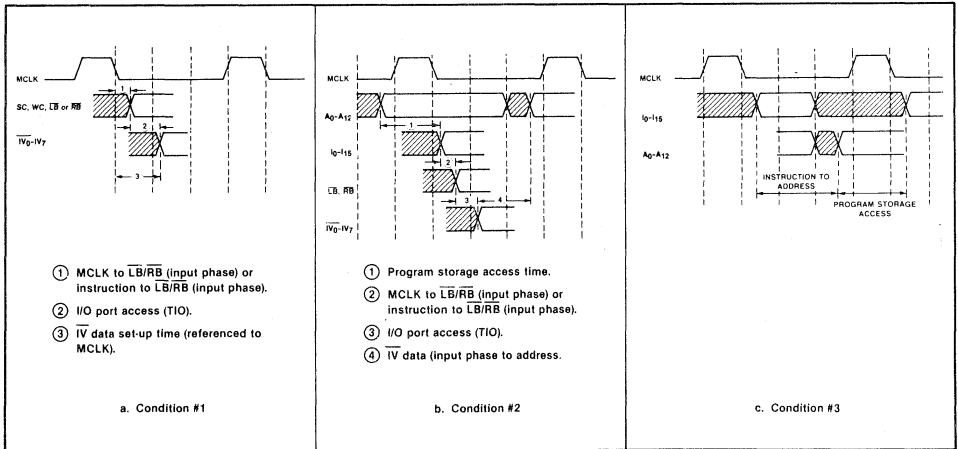 MCLK
SC, WC, LB or RB
IV0-IV7
1
2
3
① MCLK to LB/RB (input phase) or
instruction to LB/RB (input phase).
② I/O port access (TIO).
③ IV data set-up time (referenced to
MCLK).
a. Condition #1
MCLK
A0-A12
I0-I15
LB, RB
IV0-IV7
1
2
3
4
① Program storage access time.
② MCLK to LB/RB (input phase) or
instruction to LB/RB (input phase).
③ I/O port access (TIO).
④ IV data (input phase to address.
b. Condition #2
MCLK
I0-I15
A0-A12
INSTRUCTION TO
ADDRESS
PROGRAM STORAGE
ACCESS
c. Condition #3